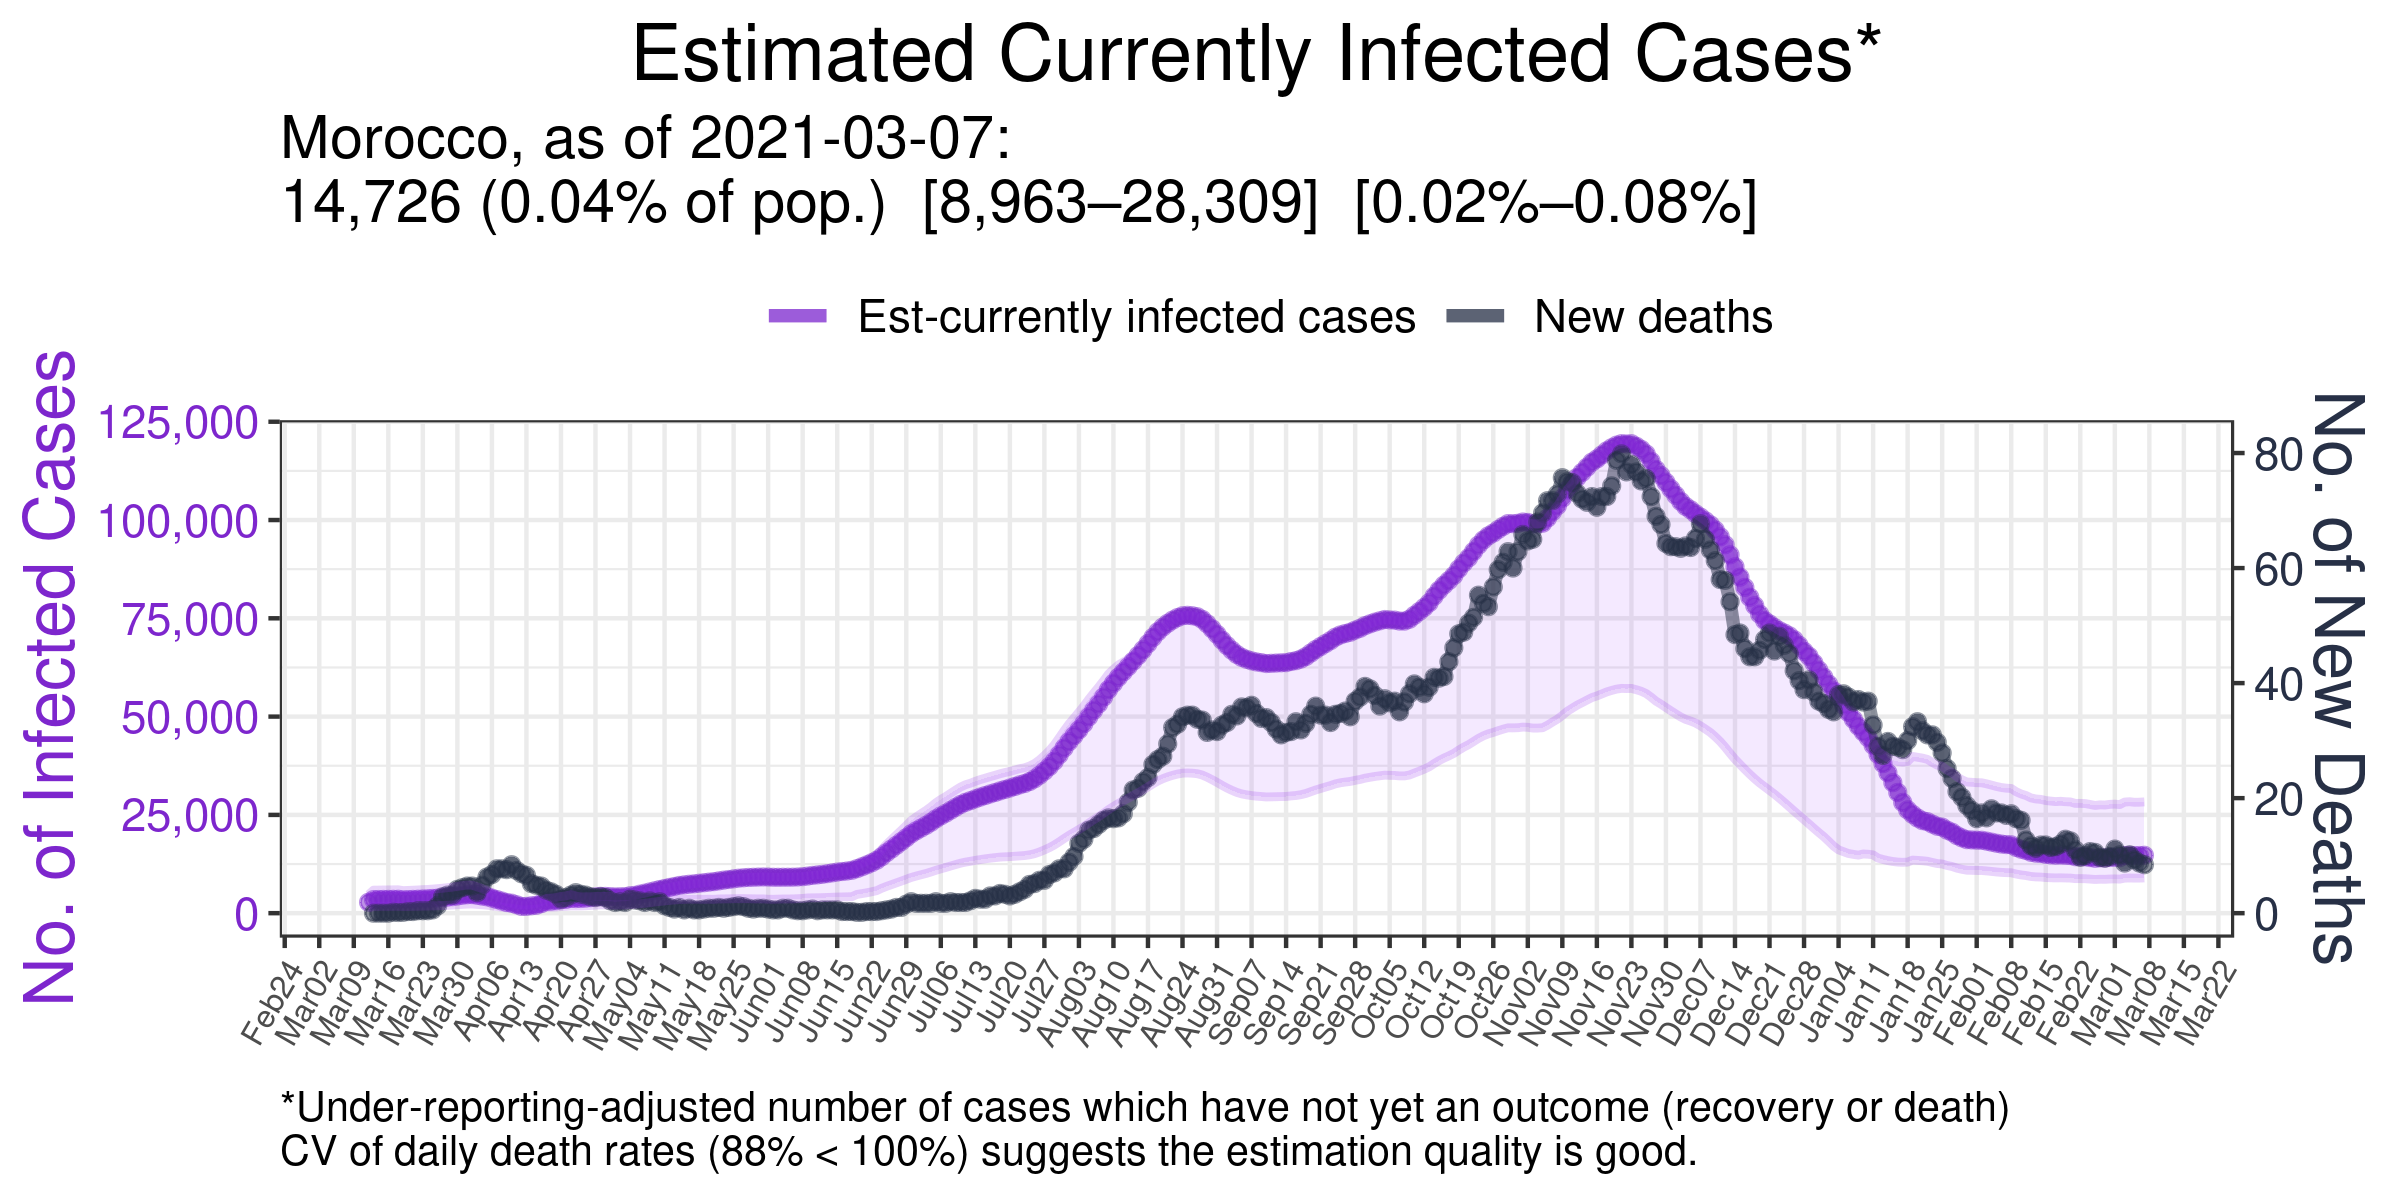 Estimated Currently Infected Cases*
Morocco, as of 2021-03-07:
14,726 (0.04% of pop.) [8,963–28,309] [0.02%–0.08%]
Est-currently infected cases New deaths
No. of Infected Cases
125,000
100,000
75,000
50,000
25,000
0
80
60
40
20
0
No. of New Deaths
Feb24 Mar02 Mar09 Mar16 Mar23 Mar30 Apr06 Apr13 Apr20 Apr27 May04 May11 May18 May25 Jun01 Jun08 Jun15 Jun22 Jun29 Jul06 Jul13 Jul20 Jul27 Aug03 Aug10 Aug17 Aug24 Aug31 Sep07 Sep14 Sep21 Sep28 Oct05 Oct12 Oct19 Oct26 Nov02 Nov09 Nov16 Nov23 Nov30 Dec07 Dec14 Dec21 Dec28 Jan04 Jan11 Jan18 Jan25 Feb01 Feb08 Feb15 Feb22 Mar01 Mar08 Mar15 Mar22
*Under-reporting-adjusted number of cases which have not yet an outcome (recovery or death)
CV of daily death rates (88% < 100%) suggests the estimation quality is good.